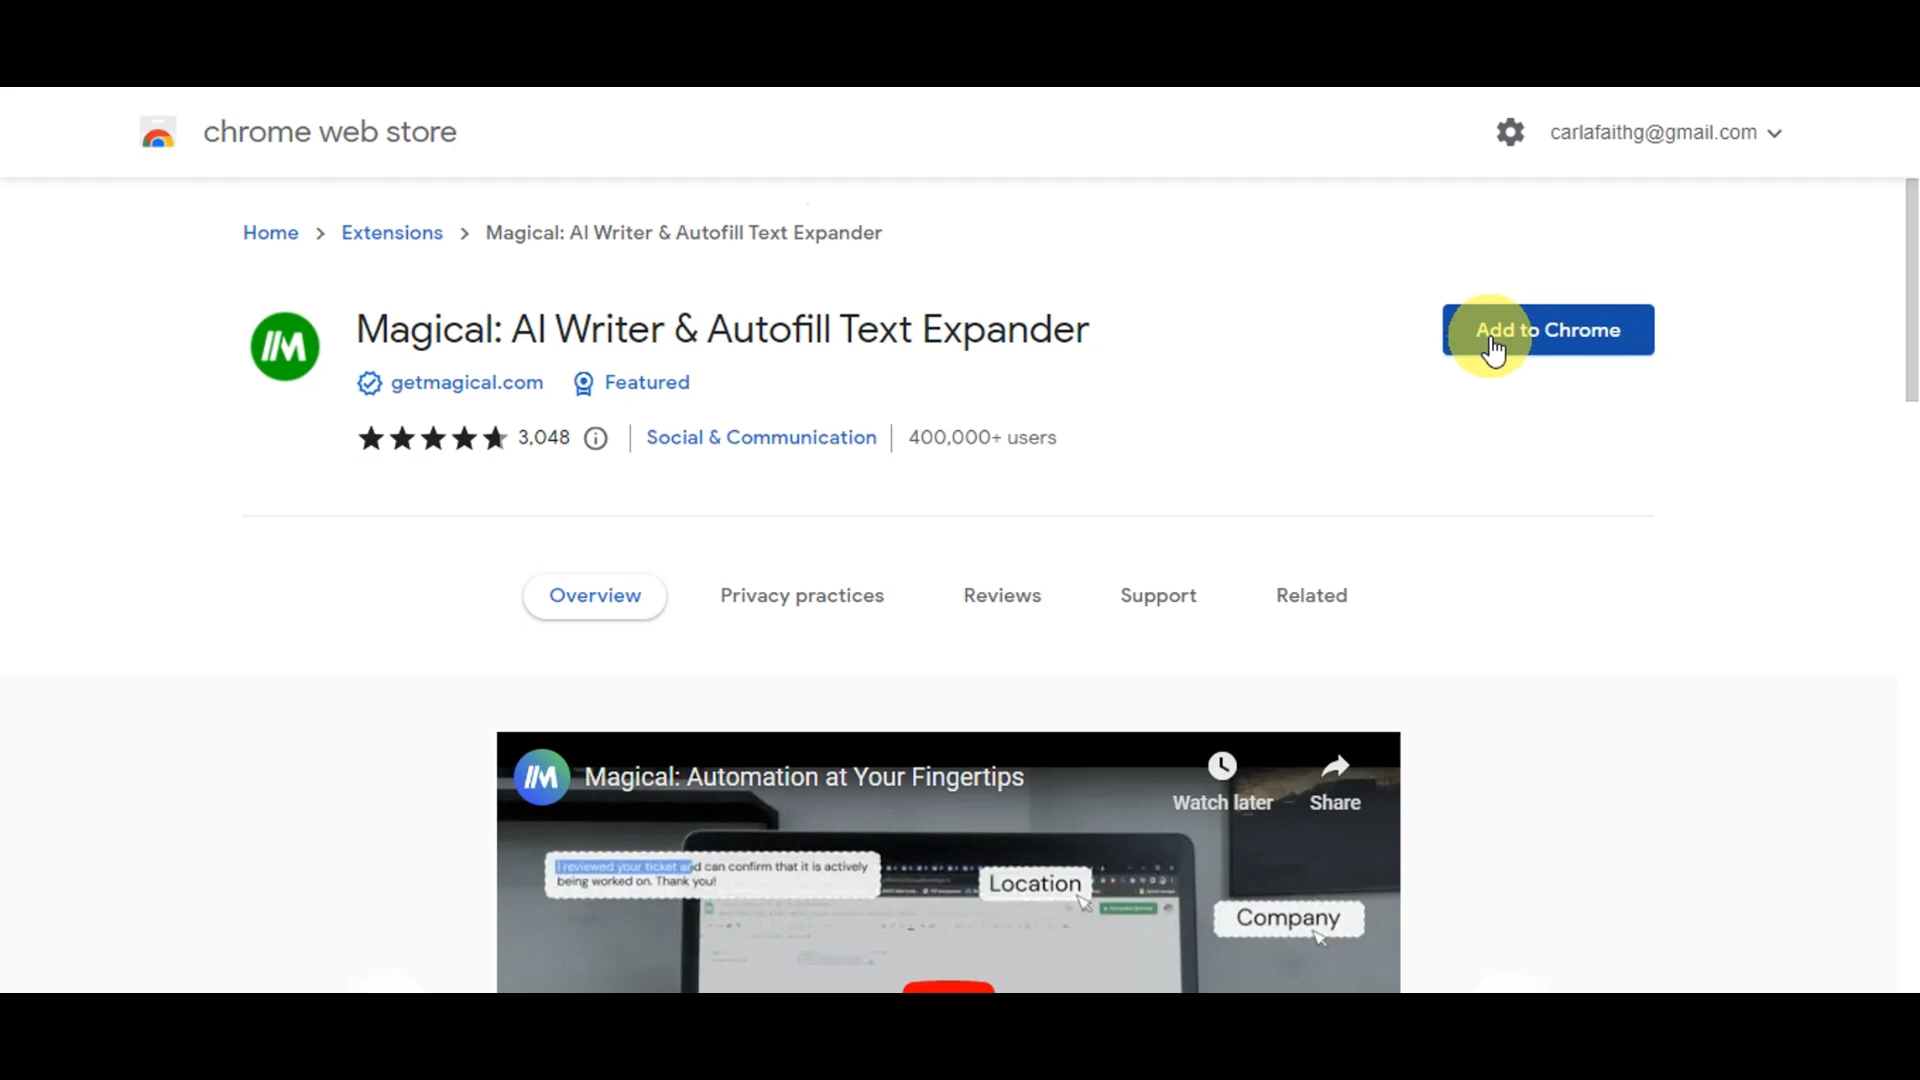 chrome web store
carlafaithg@gmail.com
Home > Extensions > Magical: AI Writer & Autofill Text Expander
Magical: AI Writer & Autofill Text Expander
Add to Chrome
getmagical.com Featured
3,048 Social & Communication 400,000+ users
Overview Privacy practices Reviews Support Related
Magical: Automation at Your Fingertips
Watch later Share
I reviewed your ticket and can confirm that it is actively
being worked on. Thank you!
Location
Company